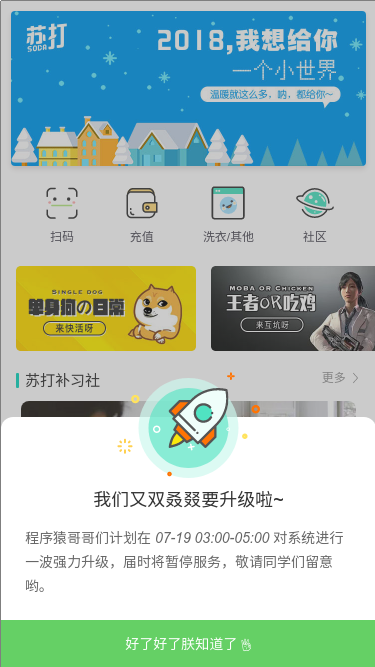 苏打
SODA
2018,我想给你
一个小世界
温暖就这么多，呐，都给你～
扫码
充值
洗衣/其他
社区
SINGLE DOG
单身狗の日常
来快活呀
MOBA OR CHICKEN
王者OR吃鸡
来互坑呀
苏打补习社
更多
我们又双叒叕要升级啦~
程序猿哥哥们计划在 07-19 03:00-05:00 对系统进行
一波强力升级，届时将暂停服务，敬请同学们留意
哟。
好了好了朕知道了